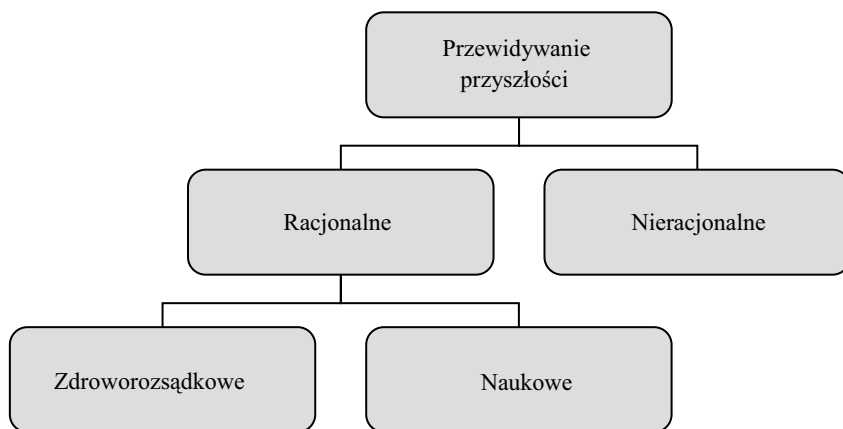 Przewidywanie
przyszłości
Racjonalne
Nieracjonalne
Zdroworozsądkowe
Naukowe